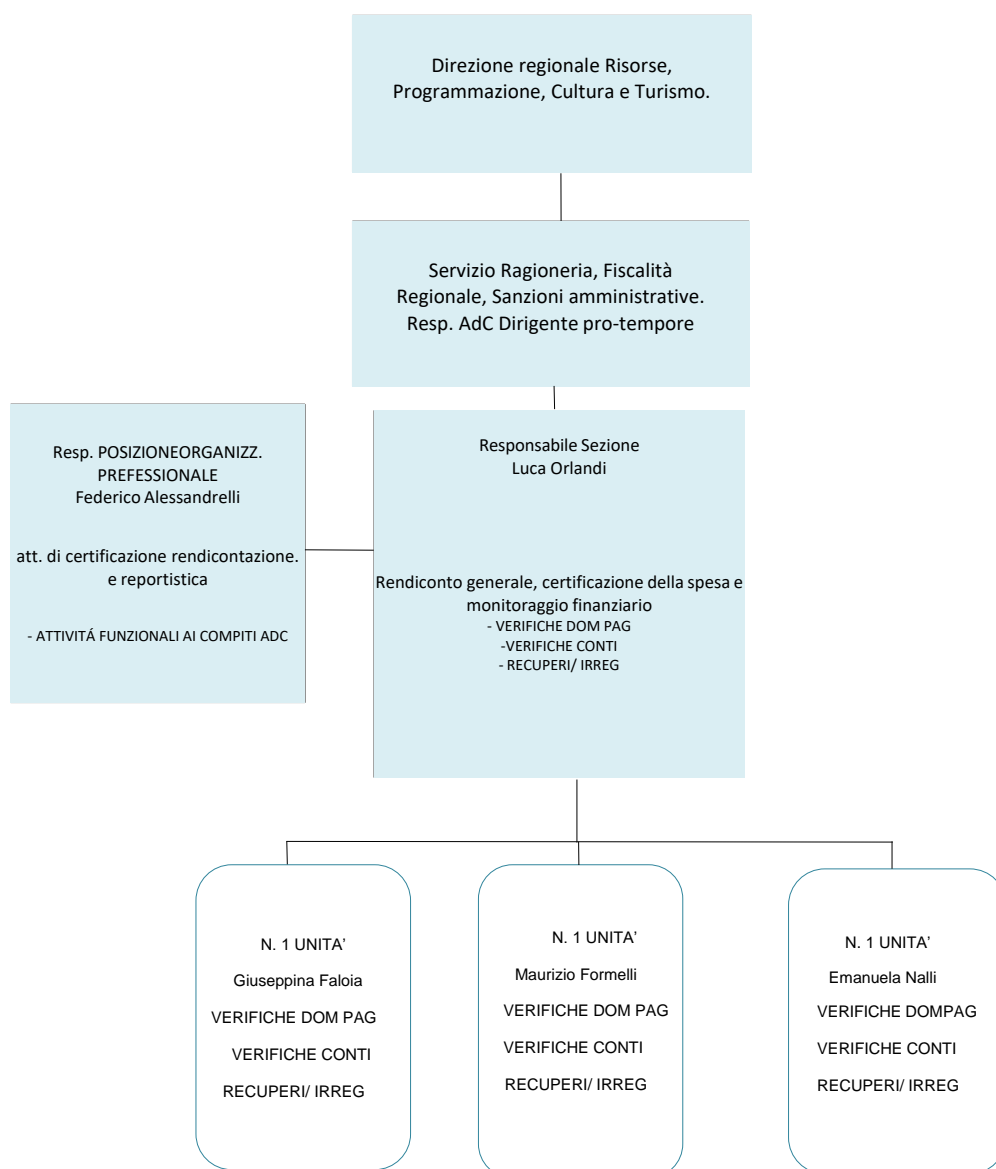 Direzione regionale Risorse,
Programmazione, Cultura e Turismo.
Servizio Ragioneria, Fiscalità
Regionale, Sanzioni amministrative.
Resp. AdC Dirigente pro-tempore
Resp. POSIZIONEORGANIZZ.
PREFESSIONALE
Federico Alessandrelli
att. di certificazione rendicontazione.
e reportistica
- ATTIVITÁ FUNZIONALI AI COMPITI ADC
Responsabile Sezione
Luca Orlandi
Rendiconto generale, certificazione della spesa e
monitoraggio finanziario
- VERIFICHE DOM PAG
-VERIFICHE CONTI
- RECUPERI/ IRREG
N. 1 UNITA’
Giuseppina Faloia
VERIFICHE DOM PAG
VERIFICHE CONTI
RECUPERI/ IRREG
N. 1 UNITA’
Maurizio Formelli
VERIFICHE DOM PAG
VERIFICHE CONTI
RECUPERI/ IRREG
N. 1 UNITA’
Emanuela Nalli
VERIFICHE DOMPAG
VERIFICHE CONTI
RECUPERI/ IRREG